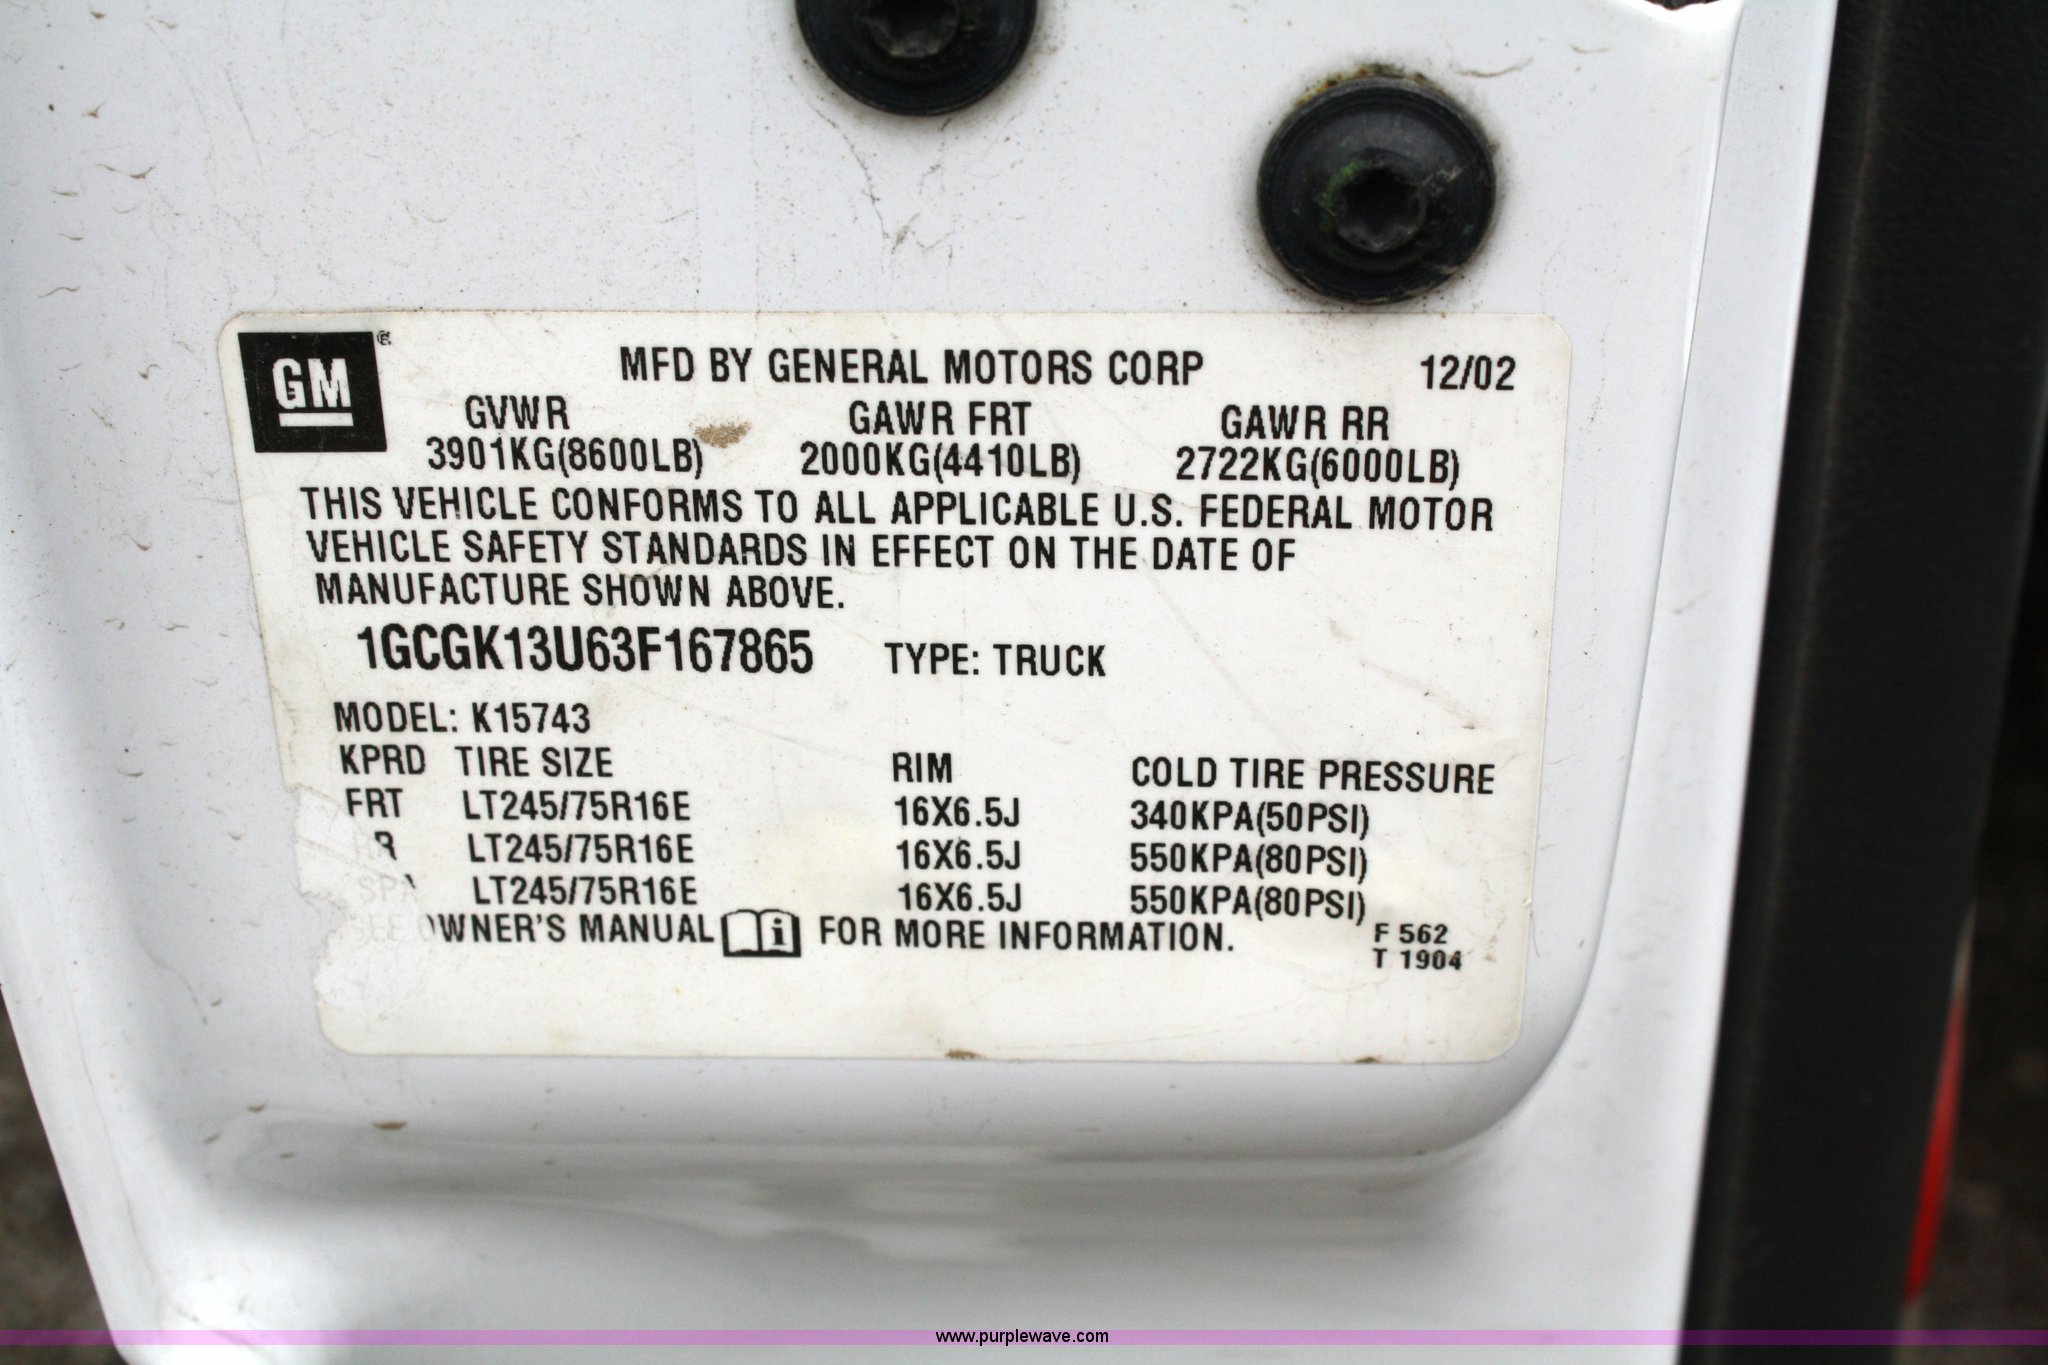 GM
MFD BY GENERAL MOTORS CORP 12/02
GVWR GAWR FRT GAWR RR
3901KG(8600LB) 2000KG(4410LB) 2722KG(6000LB)
THIS VEHICLE CONFORMS TO ALL APPLICABLE U.S. FEDERAL MOTOR
VEHICLE SAFETY STANDARDS IN EFFECT ON THE DATE OF
MANUFACTURE SHOWN ABOVE.
1GCGK13U63F167865 TYPE: TRUCK
MODEL: K15743
KPRD TIRE SIZE RIM COLD TIRE PRESSURE
FRT LT245/75R16E 16X6.5J 340KPA(50PSI)
RR LT245/75R16E 16X6.5J 550KPA(80PSI)
SPA LT245/75R16E 16X6.5J 550KPA(80PSI)
SEE OWNER'S MANUAL i FOR MORE INFORMATION.
F 562
T 1904
www.purplewave.com